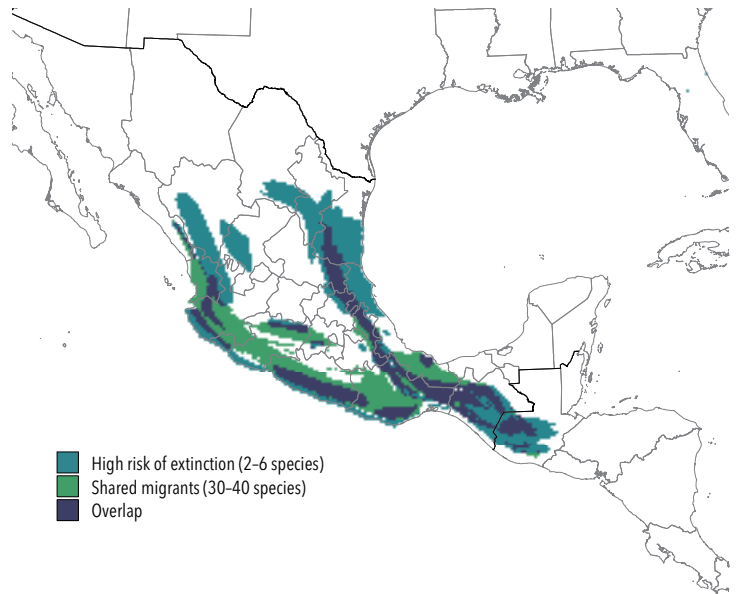 High risk of extinction (2–6 species)
Shared migrants (30–40 species)
Overlap